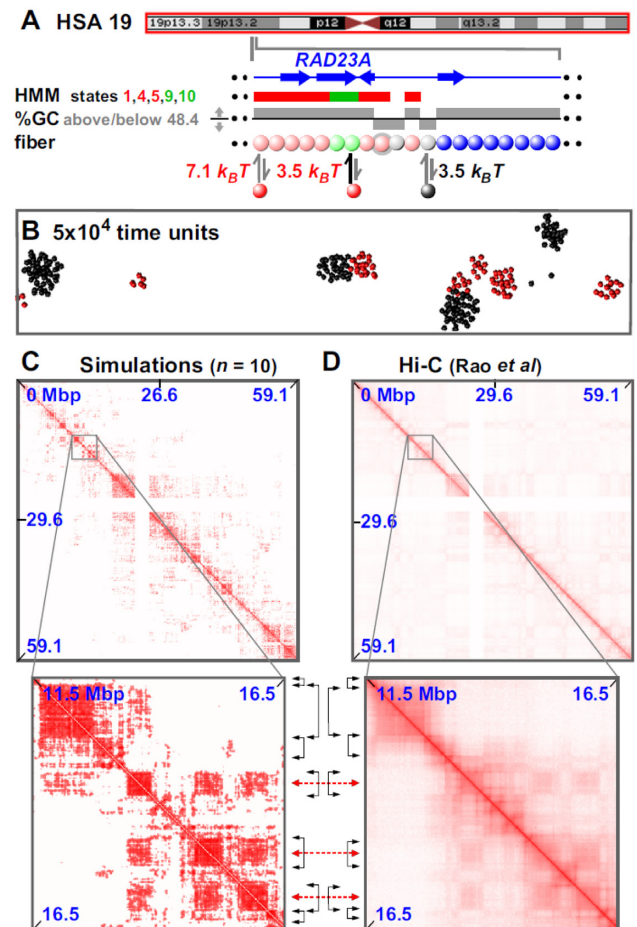 A HSA 19
19p13.3 19p13.2 p12 q12 q13.2
RAD23A
HMM states 1,4,5,9,10
%GC above/below 48.4
fiber
7.1 kBT 3.5 kBT 3.5 kBT
B 5x10⁴ time units
C Simulations (n = 10) D Hi-C (Rao et al)
0 Mbp 26.6 59.1 0 Mbp 29.6 59.1
29.6 29.6
59.1 59.1
11.5 Mbp 16.5 11.5 Mbp 16.5
16.5 16.5